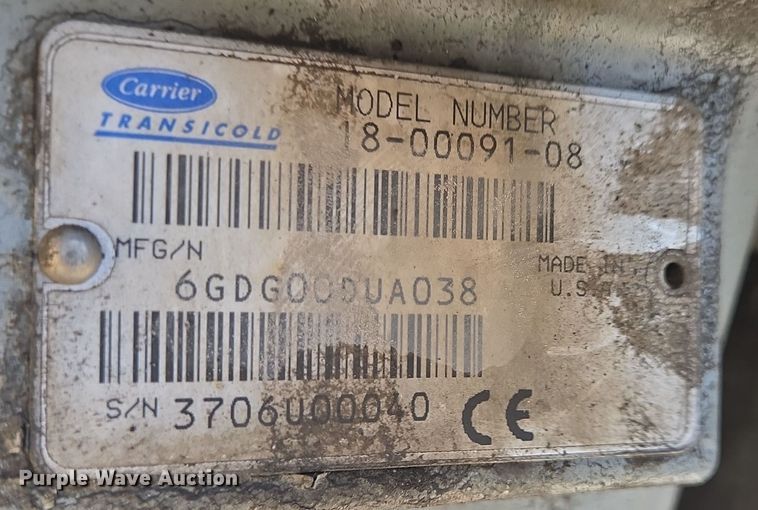 Carrier
TRANSICOLD
MODEL NUMBER
18-00091-08
MFG/N
MADE IN
U.S.A.
S/N 3706U00040 CE
Purple Wave Auction